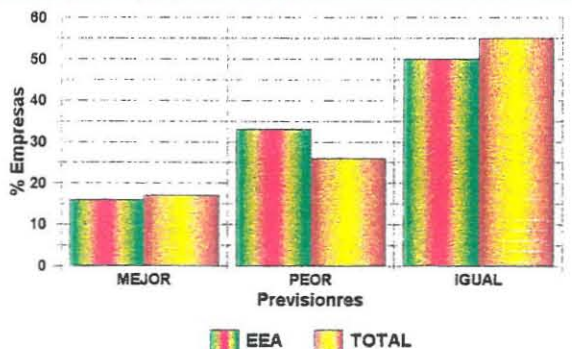 60
50
40
30
20
10
0
% Empresas
MEJOR
PEOR
IGUAL
Previsionres
EEA
TOTAL